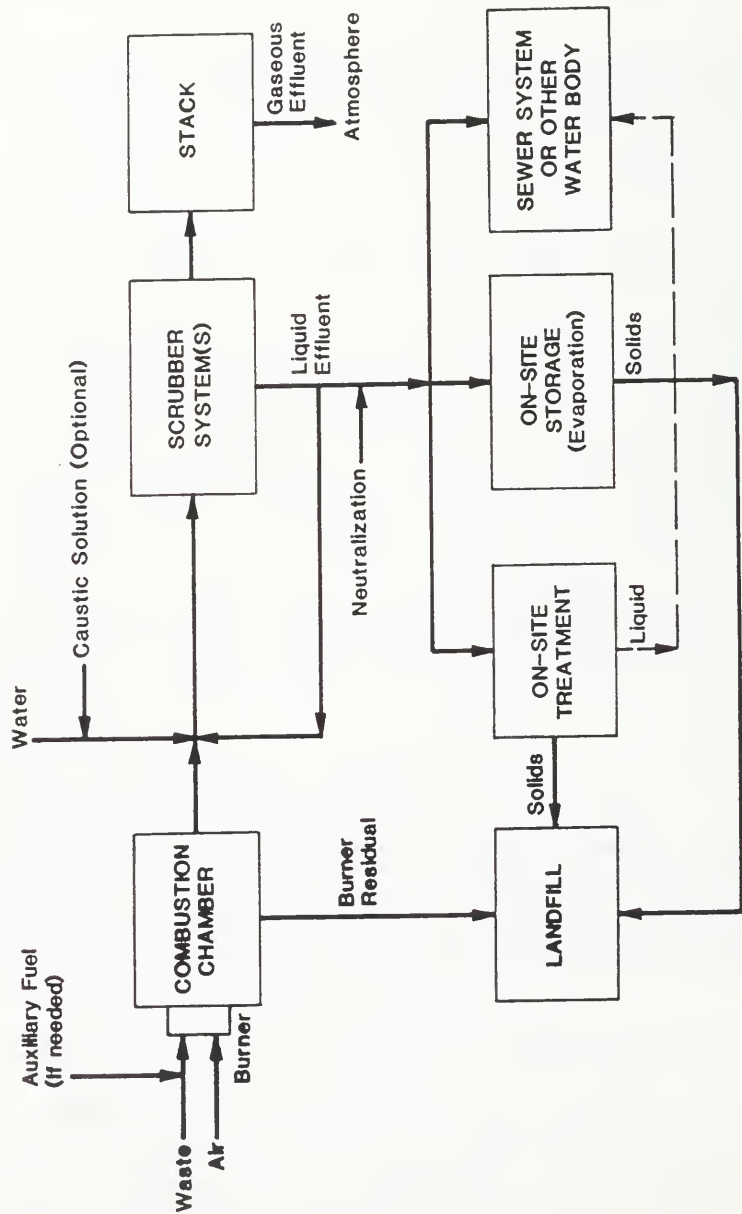 Auxiliary Fuel
(If needed)
Waste
Air
Burner
COMBUSTION
CHAMBER
Water
Caustic Solution (Optional)
SCRUBBER
SYSTEM(S)
STACK
Gaseous
Effluent
Atmosphere
Liquid
Effluent
Burner
Residual
Neutralization
LANDFILL
Solids
ON-SITE
TREATMENT
Liquid
ON-SITE
STORAGE
(Evaporation)
Solids
SEWER SYSTEM
OR OTHER
WATER BODY